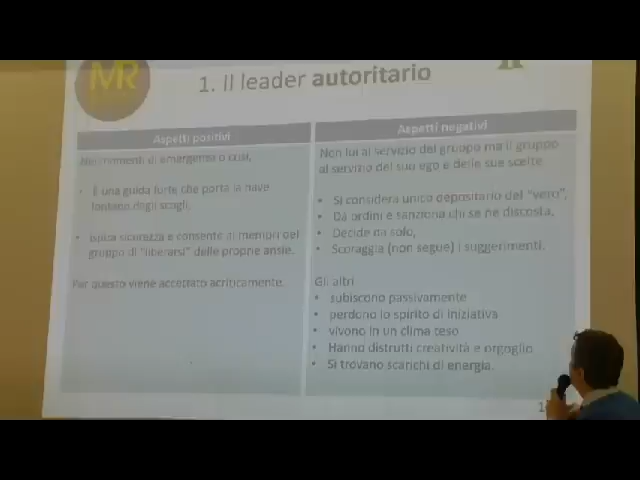 MR
1. Il leader autoritario
Aspetti positivi
Nei momenti di emergenza o crisi,
• È una guida forte che porta la nave
lontano dagli scogli.
• Ispira sicurezza e consente ai membri del
gruppo di "liberarsi" delle proprie ansie.
Per questo viene accettato acriticamente.
Aspetti negativi
Non lui al servizio del gruppo ma il gruppo
al servizio del suo ego e delle sue scelte
• Si considera unico depositario del "vero",
• Dà ordini e sanziona chi se ne discosta,
• Decide da solo,
• Scoraggia (non segue) i suggerimenti.
Gli altri
• subiscono passivamente
• perdono lo spirito di iniziativa
• vivono in un clima teso
• Hanno distrutti creatività e orgoglio
• Si trovano scarichi di energia.